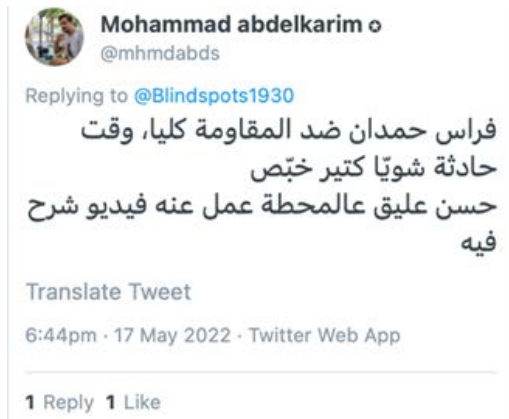 Mohammad abdelkarim ✪
@mhmdabds
Replying to @Blindspots1930
فراس حمدان ضد المقاومة كليا، وقت
حادثة شويّا كتير خبّص
حسن عليق عالمحطة عمل عنه فيديو شرح
فيه
Translate Tweet
6:44pm · 17 May 2022 · Twitter Web App
1 Reply 1 Like